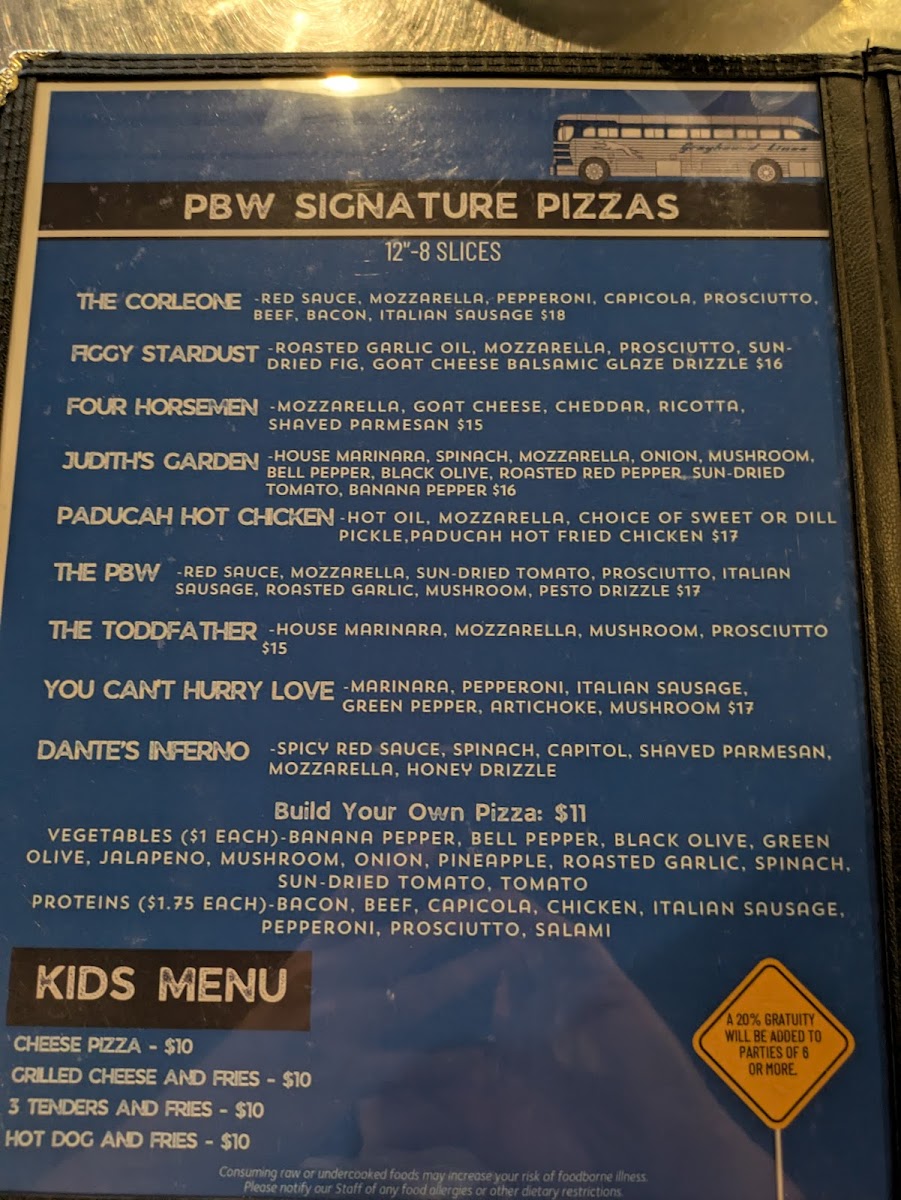 Greyhound Lines
PBW SIGNATURE PIZZAS
12"-8 SLICES
THE CORLEONE -RED SAUCE, MOZZARELLA, PEPPERONI, CAPICOLA, PROSCIUTTO,
BEEF, BACON, ITALIAN SAUSAGE $18
FIGGY STARDUST -ROASTED GARLIC OIL, MOZZARELLA, PROSCIUTTO, SUN-
DRIED FIG, GOAT CHEESE BALSAMIC GLAZE DRIZZLE $16
FOUR HORSEMEN -MOZZARELLA, GOAT CHEESE, CHEDDAR, RICOTTA,
SHAVED PARMESAN $15
JUDITH'S GARDEN -HOUSE MARINARA, SPINACH, MOZZARELLA, ONION, MUSHROOM,
BELL PEPPER, BLACK OLIVE, ROASTED RED PEPPER, SUN-DRIED
TOMATO, BANANA PEPPER $16
PADUCAH HOT CHICKEN -HOT OIL, MOZZARELLA, CHOICE OF SWEET OR DILL
PICKLE,PADUCAH HOT FRIED CHICKEN $17
THE PBW -RED SAUCE, MOZZARELLA, SUN-DRIED TOMATO, PROSCIUTTO, ITALIAN
SAUSAGE, ROASTED GARLIC, MUSHROOM, PESTO DRIZZLE $17
THE TODDFATHER -HOUSE MARINARA, MOZZARELLA, MUSHROOM, PROSCIUTTO
$15
YOU CAN'T HURRY LOVE -MARINARA, PEPPERONI, ITALIAN SAUSAGE,
GREEN PEPPER, ARTICHOKE, MUSHROOM $17
DANTE'S INFERNO -SPICY RED SAUCE, SPINACH, CAPITOL, SHAVED PARMESAN,
MOZZARELLA, HONEY DRIZZLE
Build Your Own Pizza: $11
VEGETABLES ($1 EACH)-BANANA PEPPER, BELL PEPPER, BLACK OLIVE, GREEN
OLIVE, JALAPENO, MUSHROOM, ONION, PINEAPPLE, ROASTED GARLIC, SPINACH,
SUN-DRIED TOMATO, TOMATO
PROTEINS ($1.75 EACH)-BACON, BEEF, CAPICOLA, CHICKEN, ITALIAN SAUSAGE,
PEPPERONI, PROSCIUTTO, SALAMI
KIDS MENU
CHEESE PIZZA - $10
GRILLED CHEESE AND FRIES - $10
3 TENDERS AND FRIES - $10
HOT DOG AND FRIES - $10
A 20% GRATUITY
WILL BE ADDED TO
PARTIES OF 6
OR MORE.
Consuming raw or undercooked foods may increase your risk of foodborne illness.
Please notify our Staff of any food allergies or other dietary restrictions.